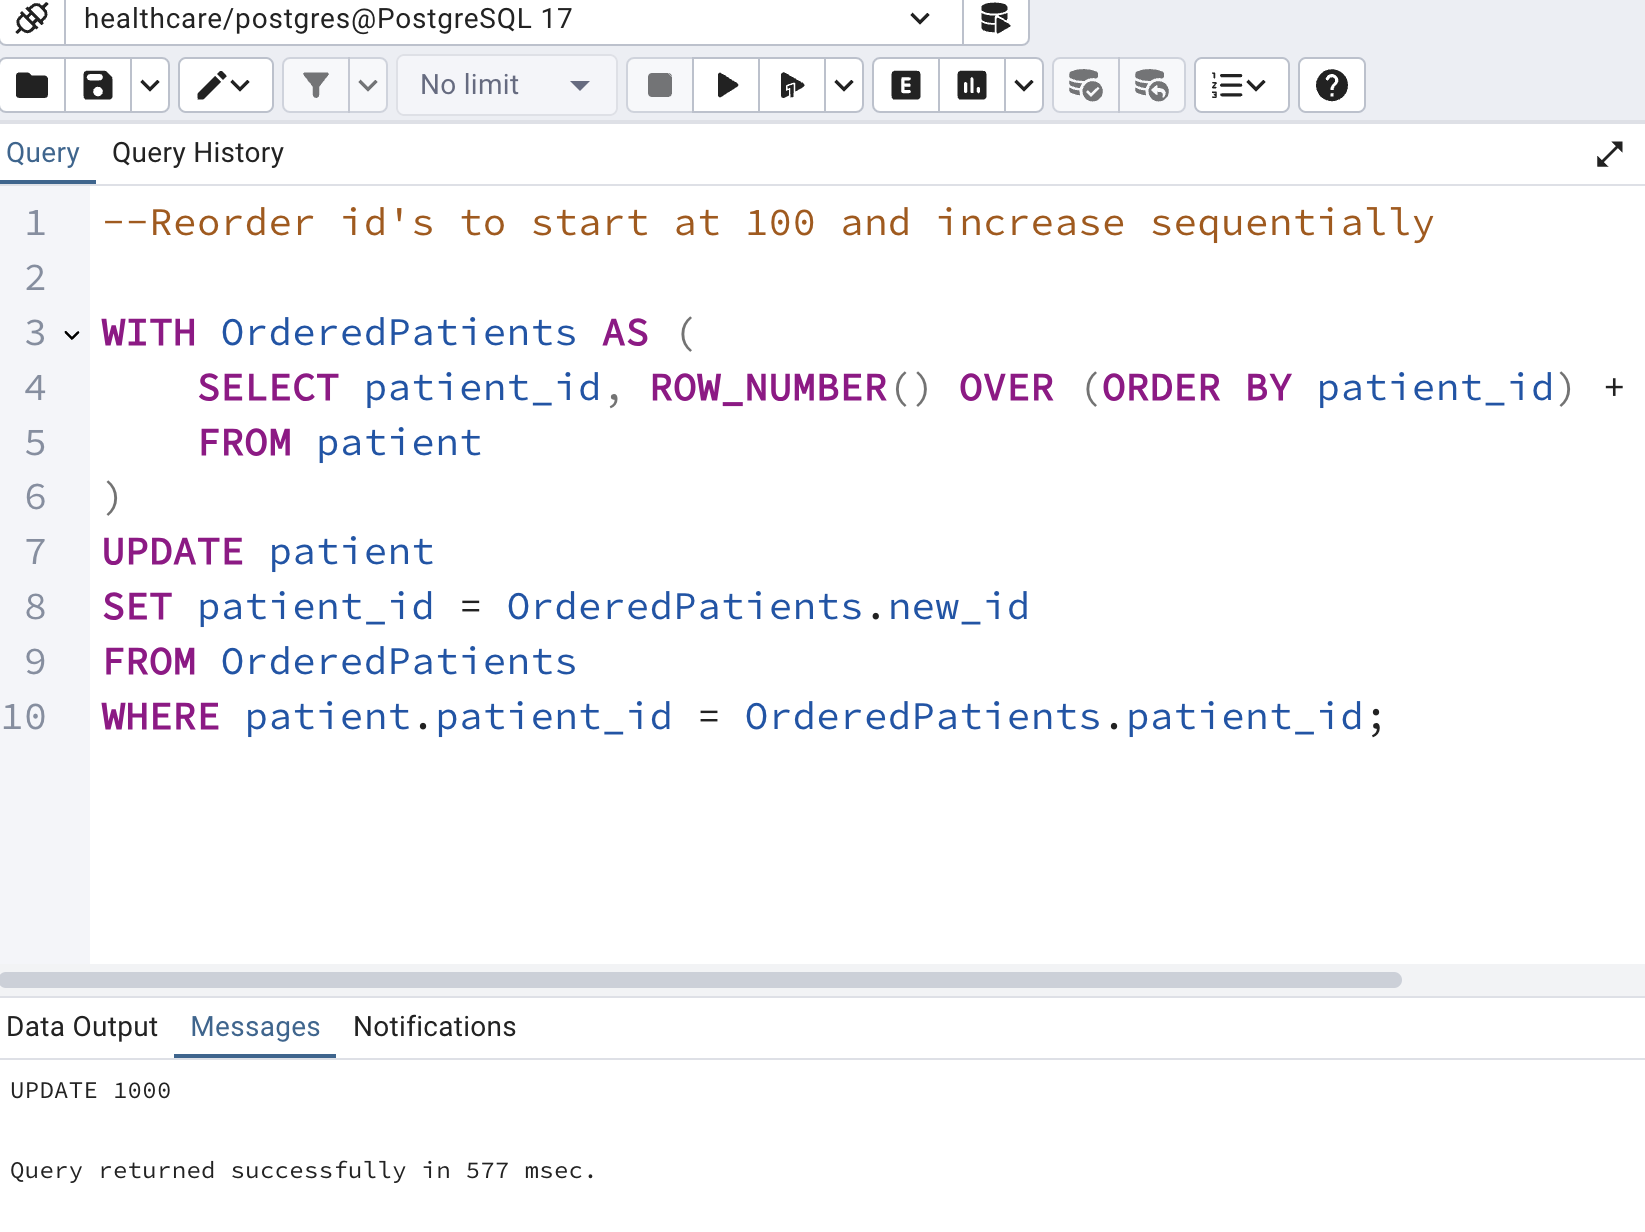 healthcare/postgres@PostgreSQL 17
No limit
E
Query Query History
1 --Reorder id's to start at 100 and increase sequentially
2
3 WITH OrderedPatients AS (
4 SELECT patient_id, ROW_NUMBER() OVER (ORDER BY patient_id) +
5 FROM patient
6 )
7 UPDATE patient
8 SET patient_id = OrderedPatients.new_id
9 FROM OrderedPatients
10 WHERE patient.patient_id = OrderedPatients.patient_id;
Data Output Messages Notifications
UPDATE 1000
Query returned successfully in 577 msec.